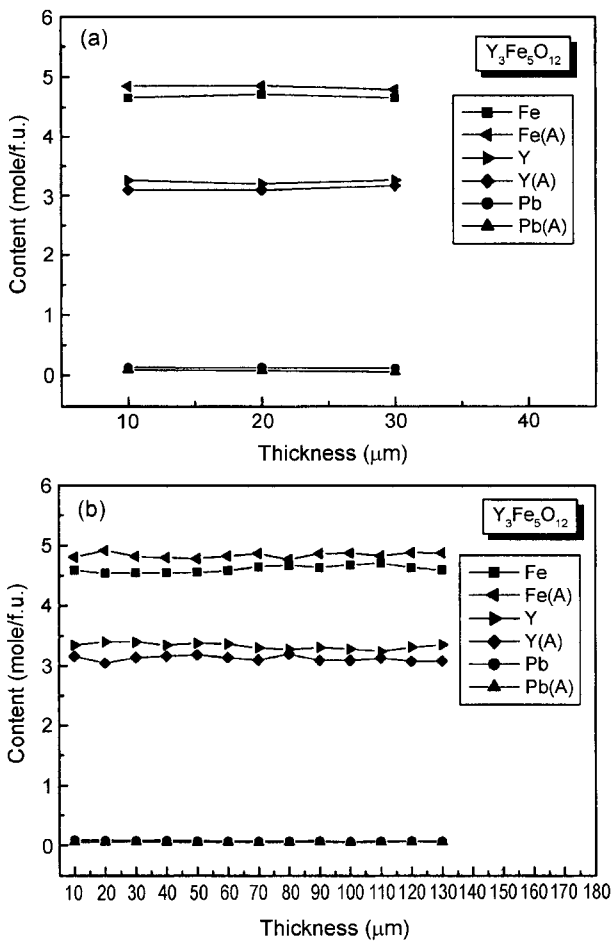 (a)
Y₃Fe₅O₁₂
6
5
4
3
2
1
0
Content (mole/f.u.)
Fe
Fe(A)
Y
Y(A)
Pb
Pb(A)
10 20 30 40
Thickness (μm)
(b)
Y₃Fe₅O₁₂
6
5
4
3
2
1
0
Content (mole/f.u.)
Fe
Fe(A)
Y
Y(A)
Pb
Pb(A)
10 20 30 40 50 60 70 80 90 100 110 120 130 140 150 160 170 180
Thickness (μm)